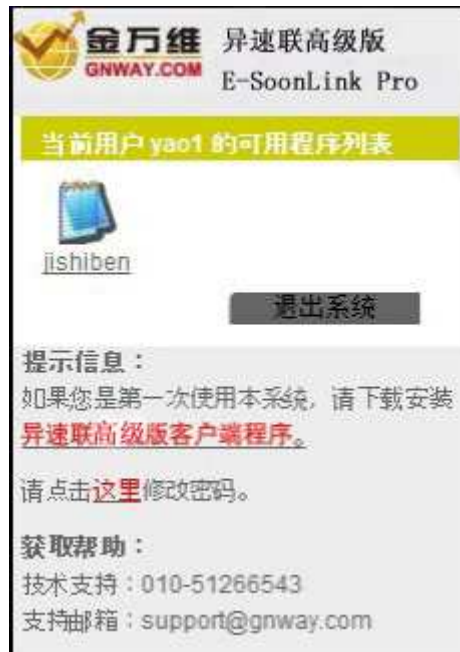 金万维
GNWAY.COM
异速联高级版
E-SoonLink Pro
当前用户 yao1 的可用程序列表
jishiben
退出系统
提示信息：
如果您是第一次使用本系统，请下载安装
异速联高级版客户端程序。
请点击这里修改密码。
获取帮助：
技术支持：010-51266543
支持邮箱：support@gnway.com